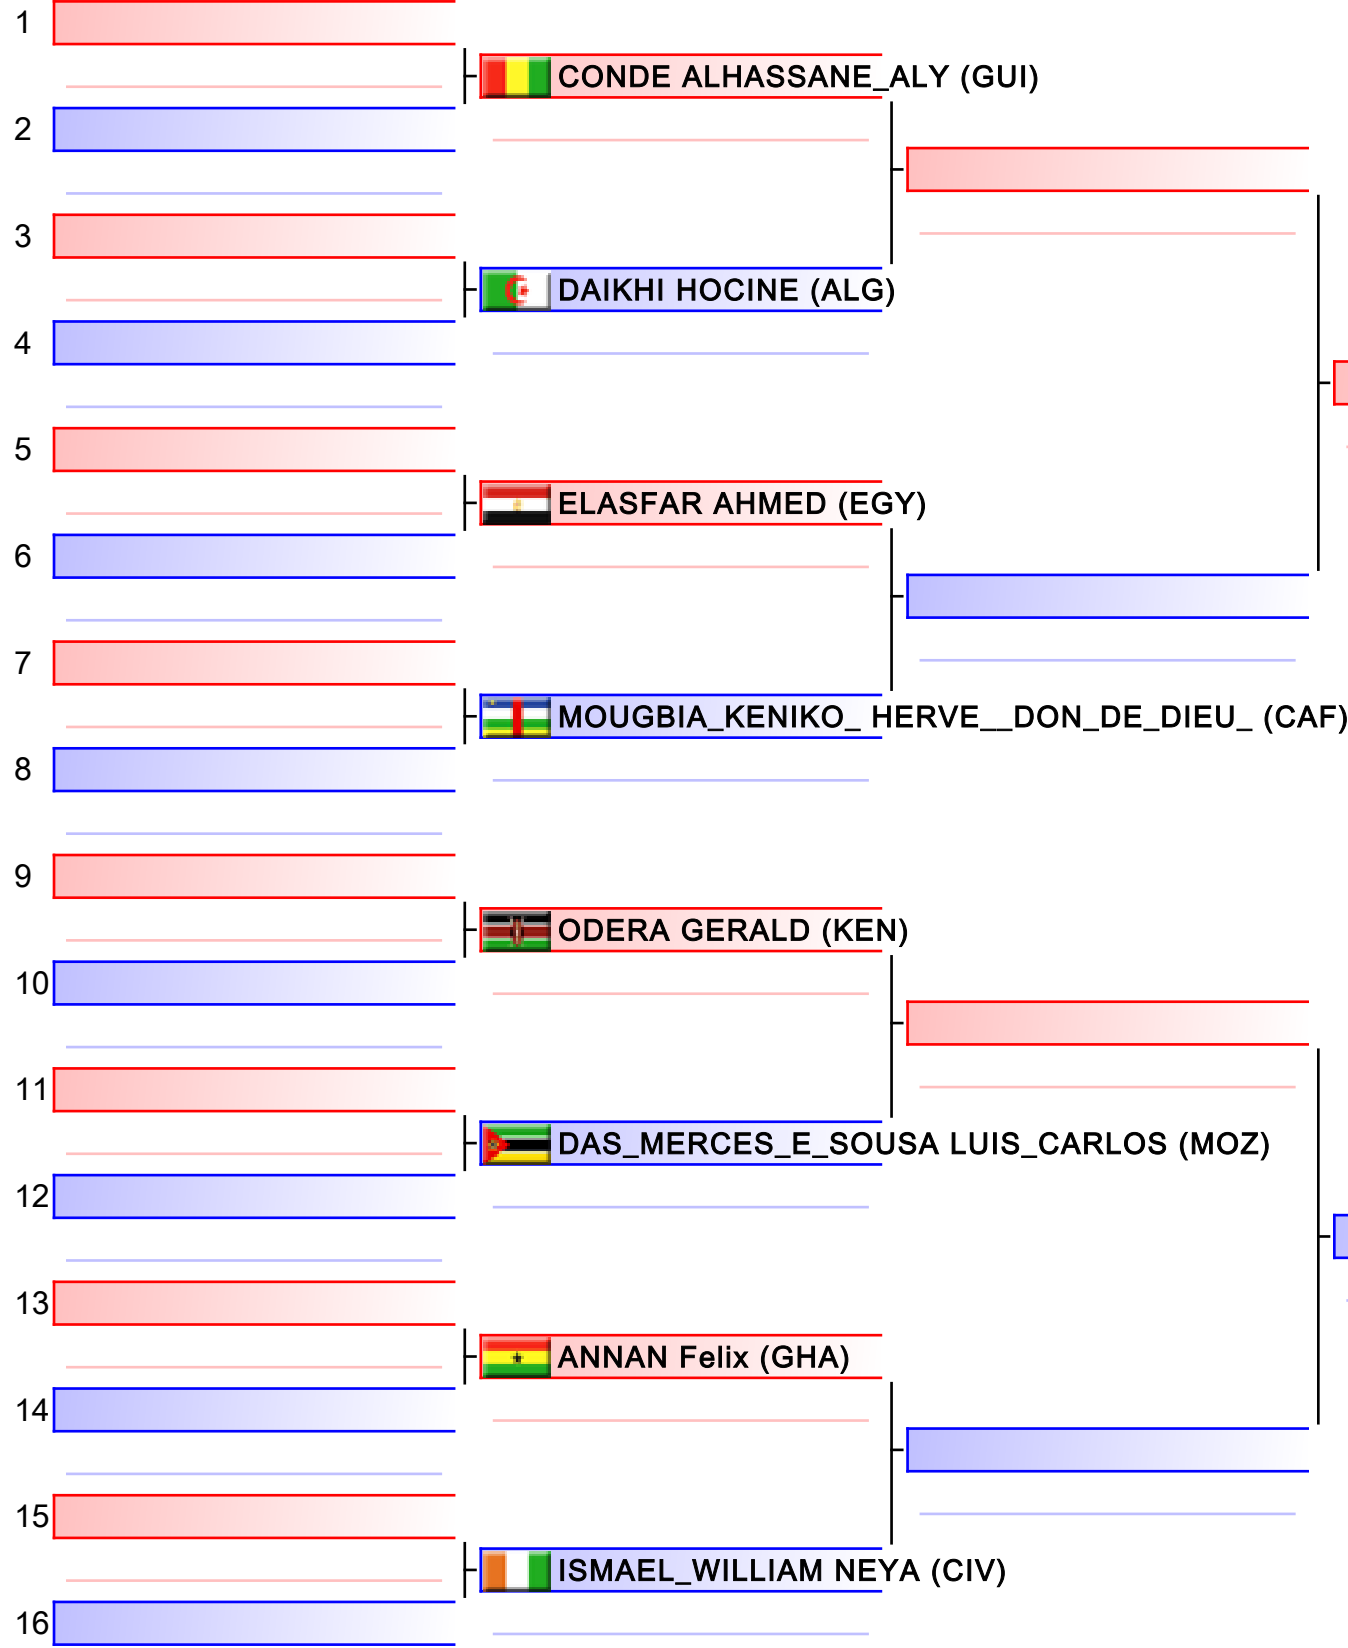 1
CONDE ALHASSANE_ALY (GUI)
2
3
DAIKHI HOCINE (ALG)
4
5
ELASFAR AHMED (EGY)
6
7
MOUGBIA_KENIKO_ HERVE__DON_DE_DIEU_ (CAF)
8
9
ODERA GERALD (KEN)
10
11
DAS_MERCES_E_SOUSA LUIS_CARLOS (MOZ)
12
13
ANNAN Felix (GHA)
14
15
ISMAEL_WILLIAM NEYA (CIV)
16